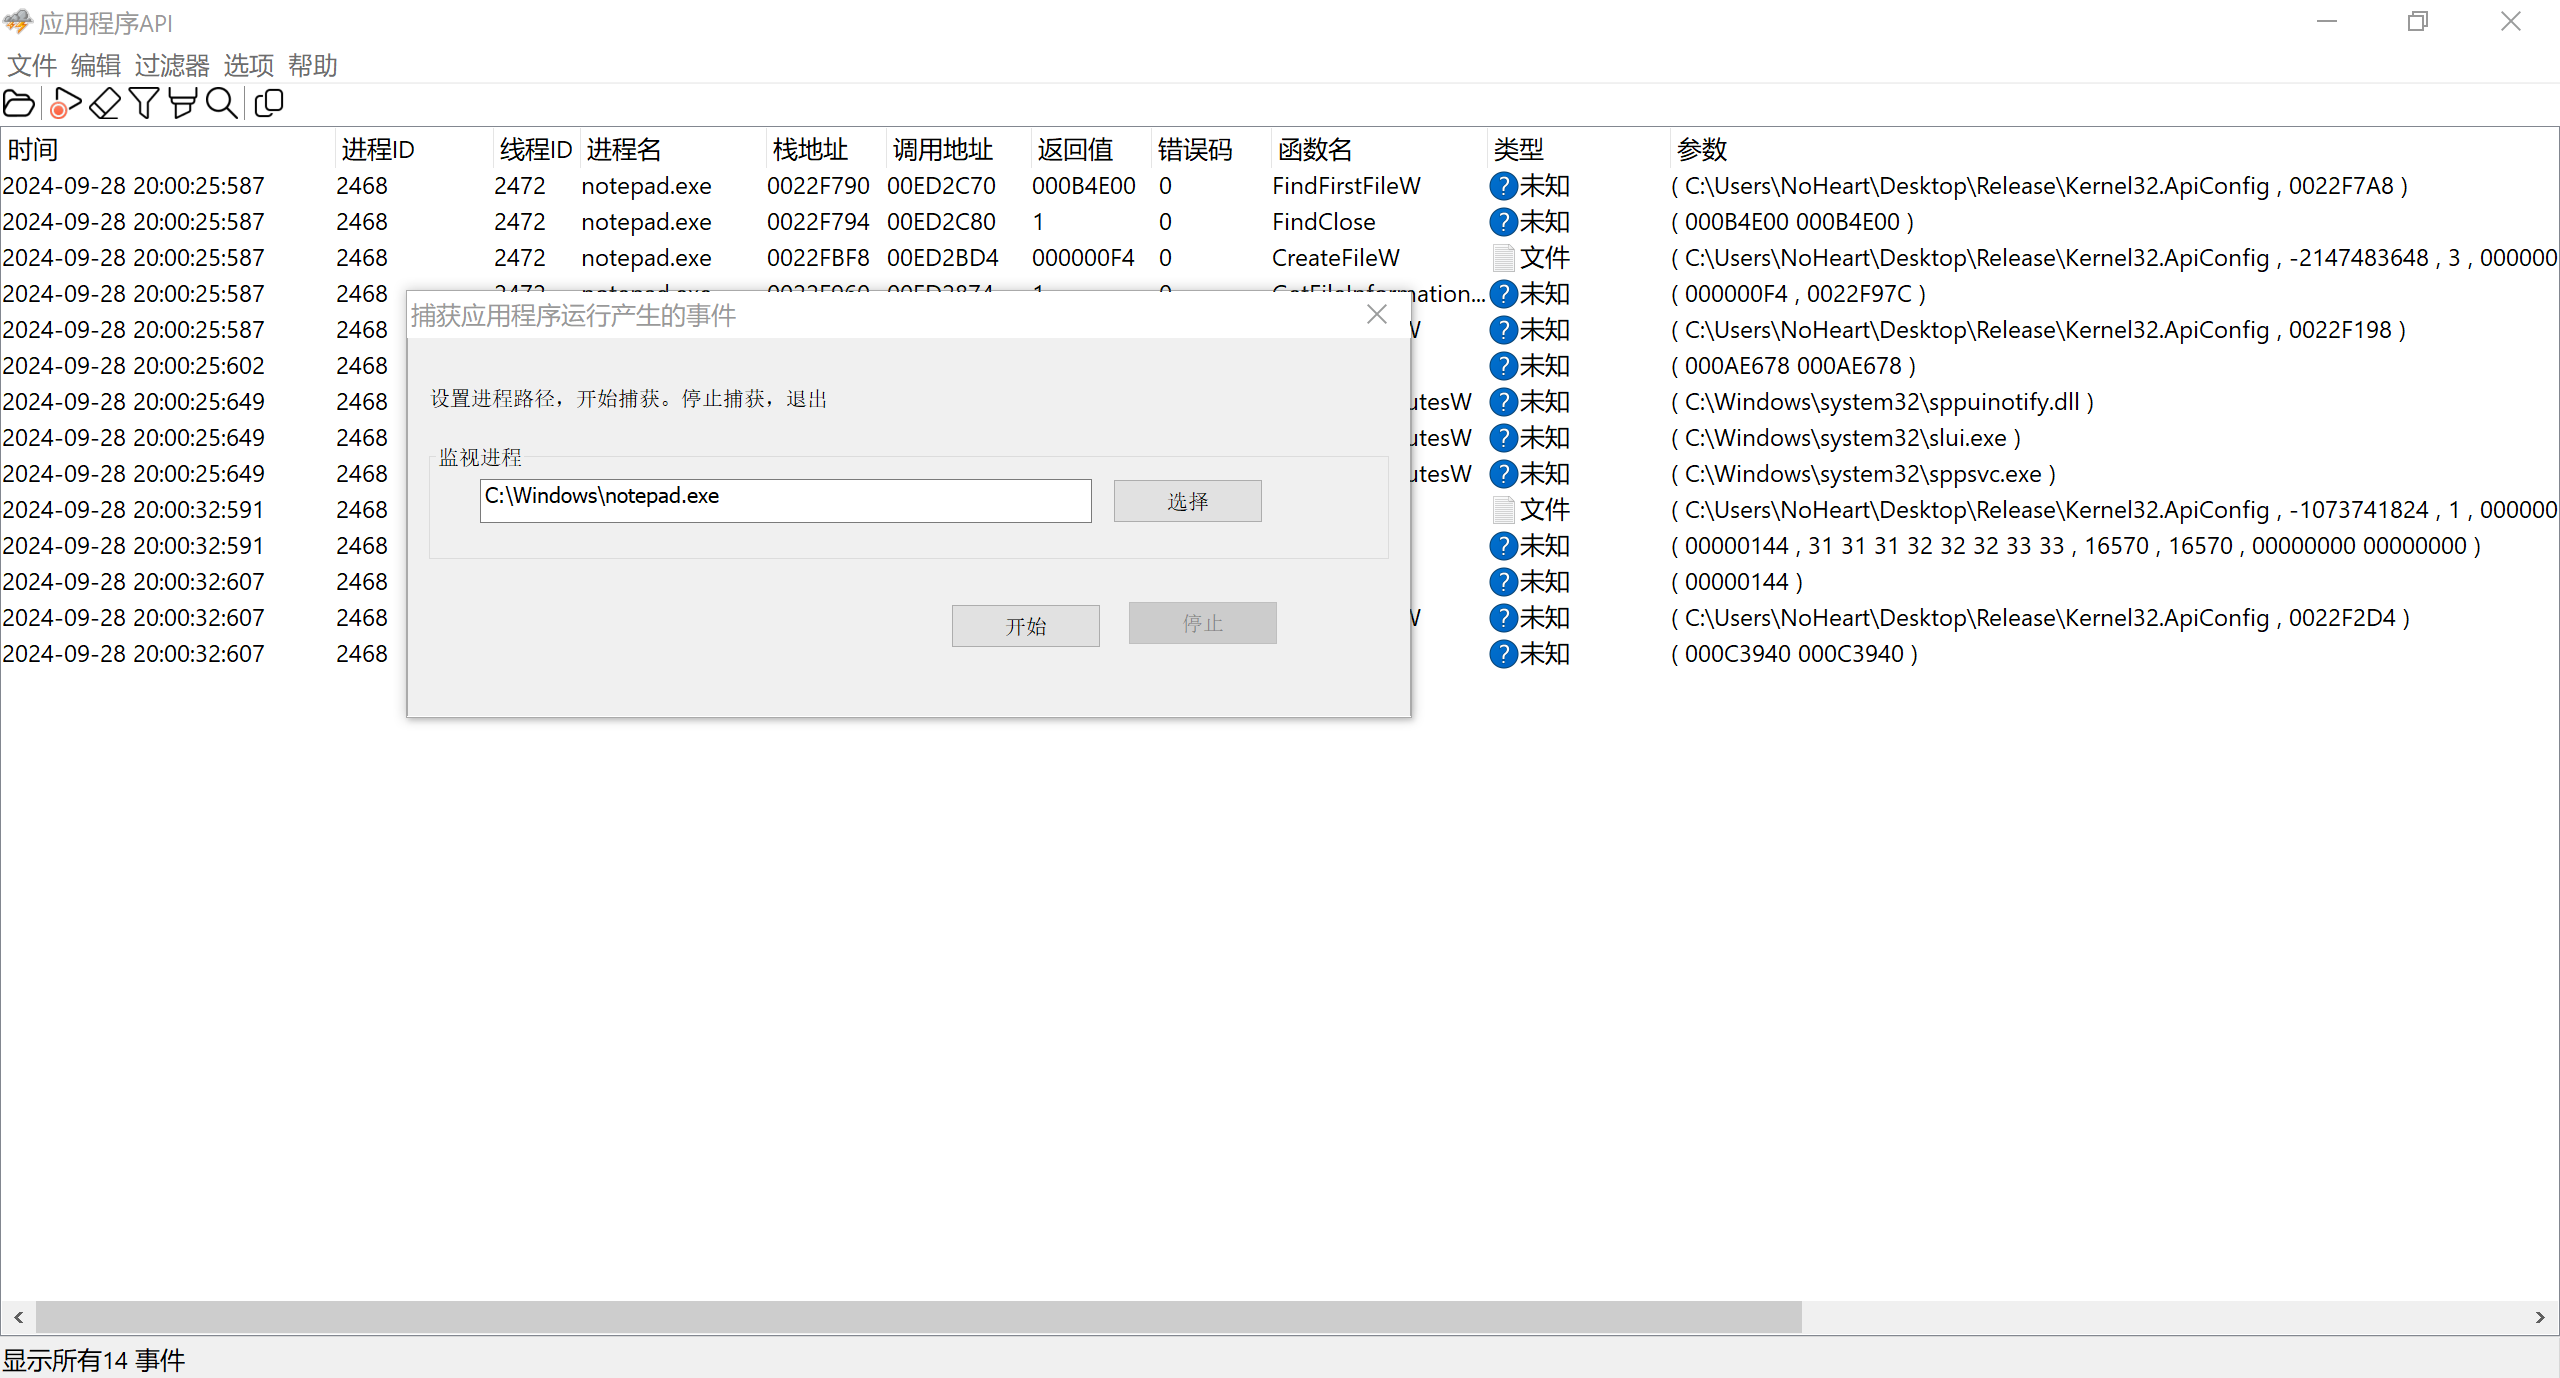 应用程序API
文件 编辑 过滤器 选项 帮助
时间 进程ID 线程ID 进程名 栈地址 调用地址 返回值 错误码 函数名 类型 参数
2024-09-28 20:00:25:587 2468 2472 notepad.exe 0022F790 00ED2C70 000B4E00 0 FindFirstFileW 未知 ( C:\Users\NoHeart\Desktop\Release\Kernel32.ApiConfig , 0022F7A8 )
2024-09-28 20:00:25:587 2468 2472 notepad.exe 0022F794 00ED2C80 1 0 FindClose 未知 ( 000B4E00 000B4E00 )
2024-09-28 20:00:25:587 2468 2472 notepad.exe 0022FBF8 00ED2BD4 000000F4 0 CreateFileW 文件 ( C:\Users\NoHeart\Desktop\Release\Kernel32.ApiConfig , -2147483648 , 3 , 000000
2024-09-28 20:00:25:587 2468 2472 notepad.exe 0022F960 00ED2874 1 0 GetFileInformation... 未知 ( 000000F4 , 0022F97C )
2024-09-28 20:00:25:587 2468 W 未知 ( C:\Users\NoHeart\Desktop\Release\Kernel32.ApiConfig , 0022F198 )
2024-09-28 20:00:25:602 2468 未知 ( 000AE678 000AE678 )
2024-09-28 20:00:25:649 2468 utesW 未知 ( C:\Windows\system32\sppuinotify.dll )
2024-09-28 20:00:25:649 2468 utesW 未知 ( C:\Windows\system32\slui.exe )
2024-09-28 20:00:25:649 2468 utesW 未知 ( C:\Windows\system32\sppsvc.exe )
2024-09-28 20:00:32:591 2468 文件 ( C:\Users\NoHeart\Desktop\Release\Kernel32.ApiConfig , -1073741824 , 1 , 000000
2024-09-28 20:00:32:591 2468 未知 ( 00000144 , 31 31 31 32 32 32 33 33 , 16570 , 16570 , 00000000 00000000 )
2024-09-28 20:00:32:607 2468 未知 ( 00000144 )
2024-09-28 20:00:32:607 2468 W 未知 ( C:\Users\NoHeart\Desktop\Release\Kernel32.ApiConfig , 0022F2D4 )
2024-09-28 20:00:32:607 2468 未知 ( 000C3940 000C3940 )
捕获应用程序运行产生的事件
设置进程路径，开始捕获。停止捕获，退出
监视进程
C:\Windows\notepad.exe 选择
开始 停止
显示所有14 事件